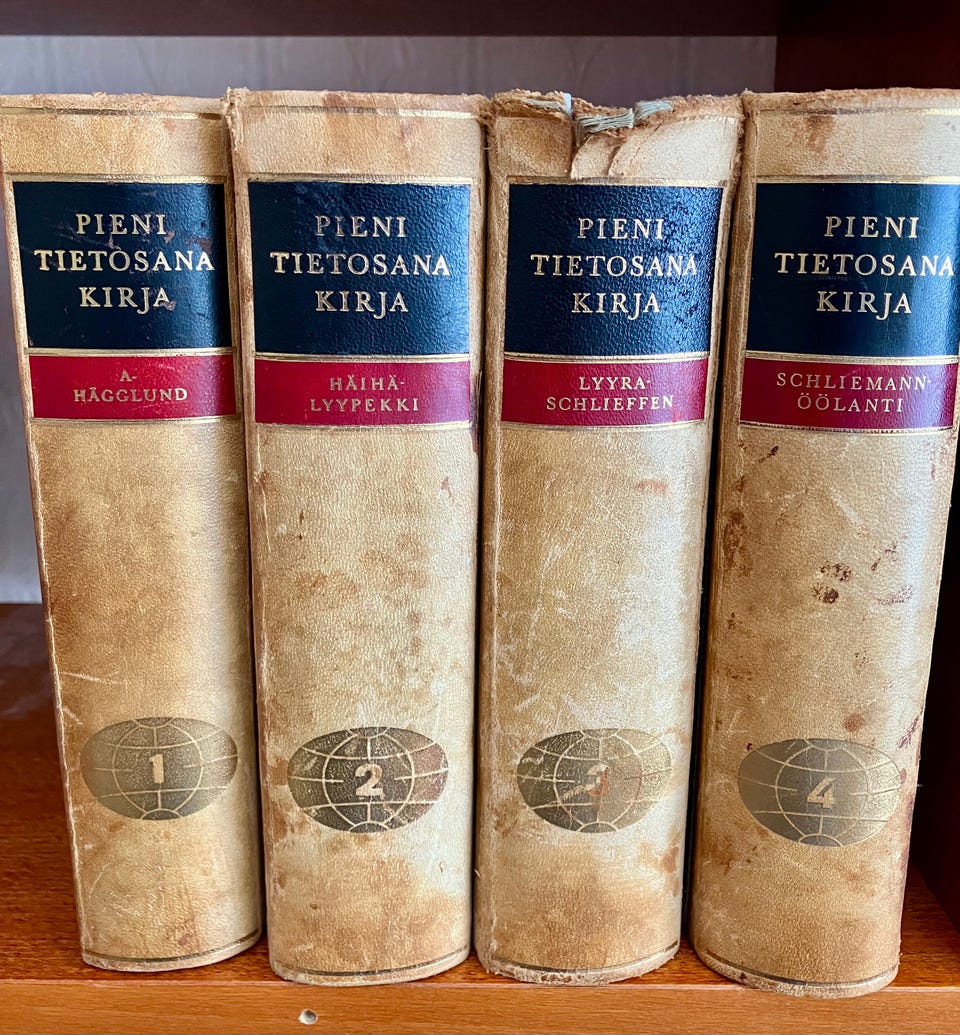 PIENI
TIETOSANA
KIRJA
A-
HÄGGLUND
1
PIENI
TIETOSANA
KIRJA
HÄIHÄ-
LYYPEKKI
2
PIENI
TIETOSANA
KIRJA
LYYRA-
SCHLIEFFEN
3
PIENI
TIETOSANA
KIRJA
SCHLIEMANN-
ÖÖLANTI
4